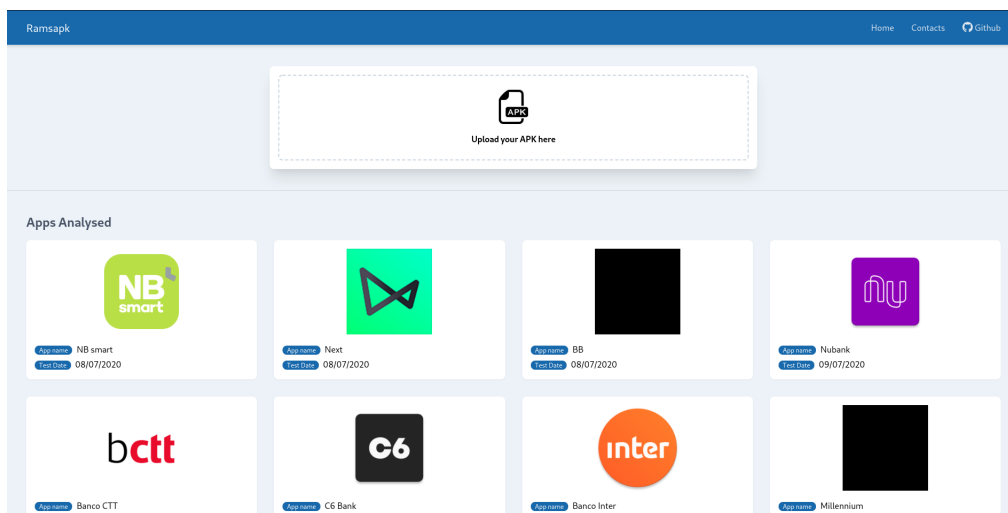 Ramsapk Home Contacts Github
APK
Upload your APK here
Apps Analysed
NB
smart
App name NB smart
Test Date 08/07/2020
App name Next
Test Date 08/07/2020
App name BB
Test Date 08/07/2020
nu
App name Nubank
Test Date 09/07/2020
bctt
App name Banco CTT
C6
App name C6 Bank
inter
App name Banco Inter
App name Millennium